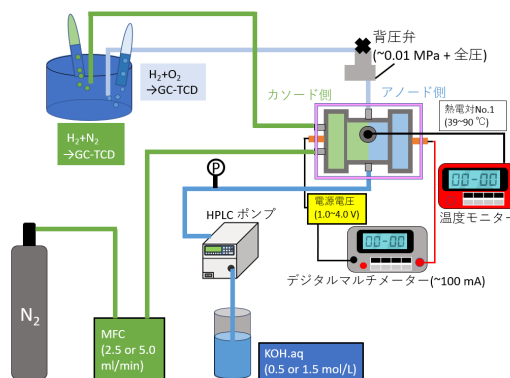 背圧弁
(~0.01 MPa + 全圧)
H₂+O₂
→GC-TCD
カソード側
アノード側
熱電対No.1
(39~90 ℃)
H₂+N₂
→GC-TCD
P
00-00
温度モニター
電源電圧
(1.0~4.0 V)
HPLC ポンプ
00-00
デジタルマルチメーター(~100 mA)
N₂
MFC
(2.5 or 5.0
ml/min)
KOH.aq
(0.5 or 1.5 mol/L)